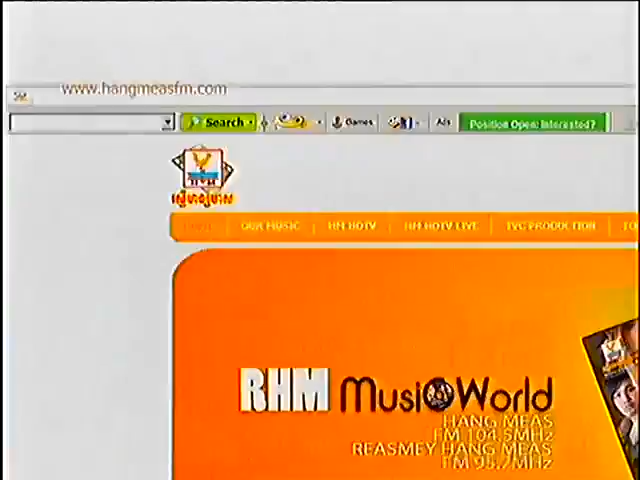 www.hangmeasfm.com
Search
Games
Ads
Position Open: Interested?
RHM
OUR MUSIC
HM HDTV
HM HDTV LIVE
TVC PRODUCTION
RHM MusicWorld
HANG MEAS
FM 104.5MHz
REASMEY HANG MEAS
FM 95.7MHz